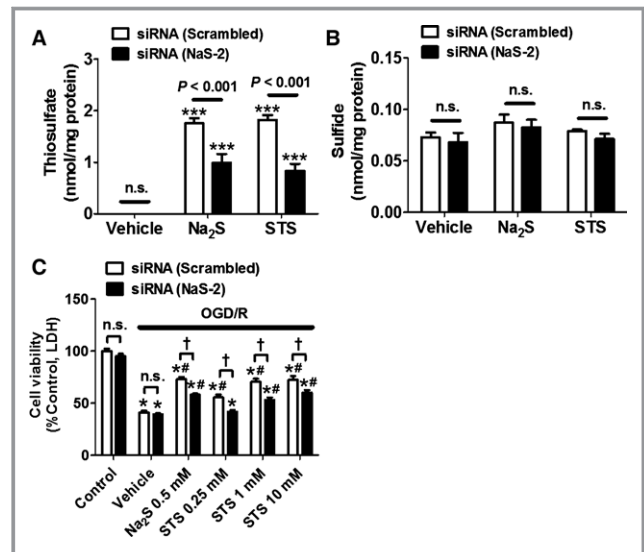 A
siRNA (Scrambled)
siRNA (NaS-2)
Thiosulfate
(nmol/mg protein)
3
2
1
0
n.s.
P < 0.001
P < 0.001
***
***
***
***
Vehicle
Na₂S
STS
B
siRNA (Scrambled)
siRNA (NaS-2)
Sulfide
(nmol/mg protein)
0.15
0.10
0.05
0.00
n.s.
n.s.
n.s.
Vehicle
Na₂S
STS
C
siRNA (Scrambled)
siRNA (NaS-2)
Cell viability
(% Control, LDH)
150
100
50
0
OGD/R
n.s.
n.s.
†
†
†
†
* *
*# *#
*# *
*# *#
*# *#
Control
Vehicle
Na₂S 0.5 mM
STS 0.25 mM
STS 1 mM
STS 10 mM